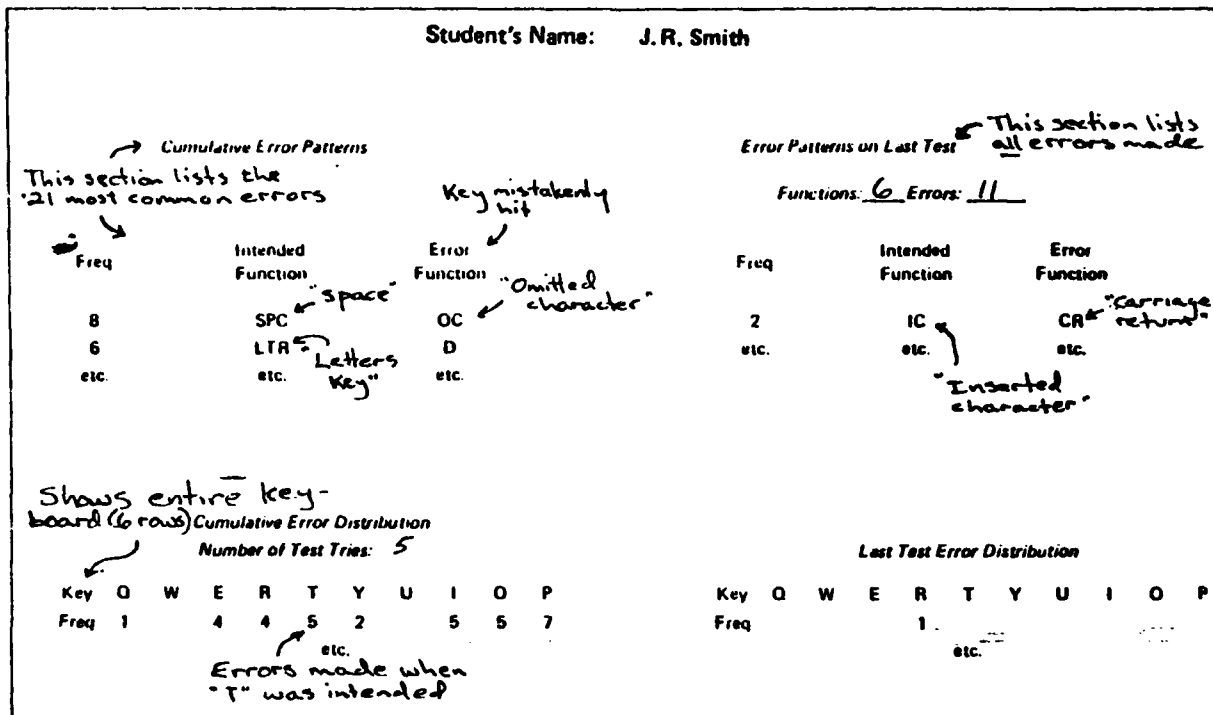 Student's Name: J. R. Smith
Cumulative Error Patterns
This section lists the
21 most common errors
Key mistakenly
hit
Freq Intended Function Error Function
"space"
"Omitted
character"
8 SPC OC
6 LTR D
"Letters
Key"
etc. etc. etc.
This section lists
all errors made
Error Patterns on Last Test
Functions: 6 Errors: 11
Freq Intended Function Error Function
2 IC CR
"Carriage
return"
etc. etc. etc.
"Inserted
character"
Shows entire key-
board (6 rows)
Cumulative Error Distribution
Number of Test Tries: 5
Key Q W E R T Y U I O P
Freq 1 4 4 5 2 5 5 7
etc.
Errors made when
"T" was intended
Last Test Error Distribution
Key Q W E R T Y U I O P
Freq 1
etc.